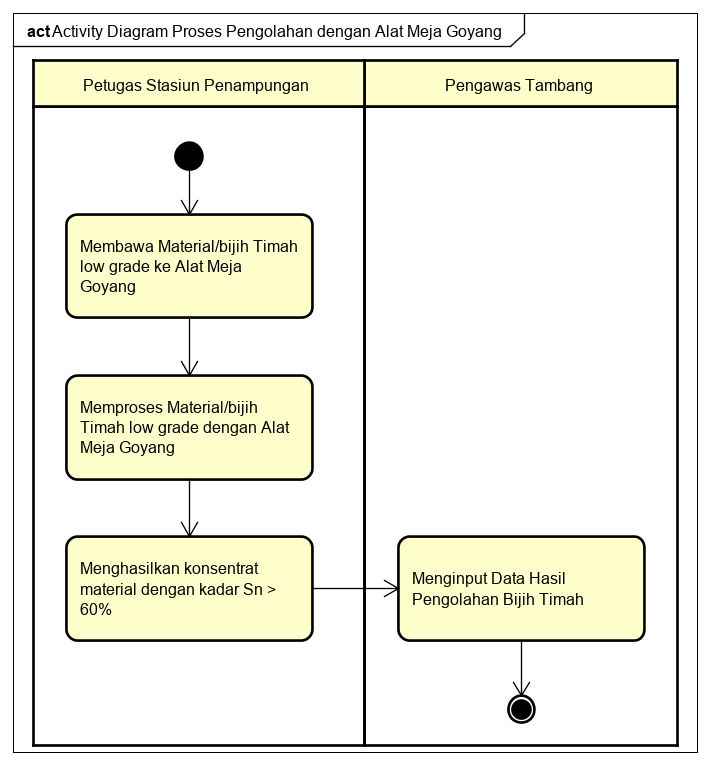 act Activity Diagram Proses Pengolahan dengan Alat Meja Goyang
Petugas Stasiun Penampungan
Pengawas Tambang
Membawa Material/bijih Timah
low grade ke Alat Meja
Goyang
Memproses Material/bijih
Timah low grade dengan Alat
Meja Goyang
Menghasilkan konsentrat
material dengan kadar Sn >
60%
Menginput Data Hasil
Pengolahan Bijih Timah